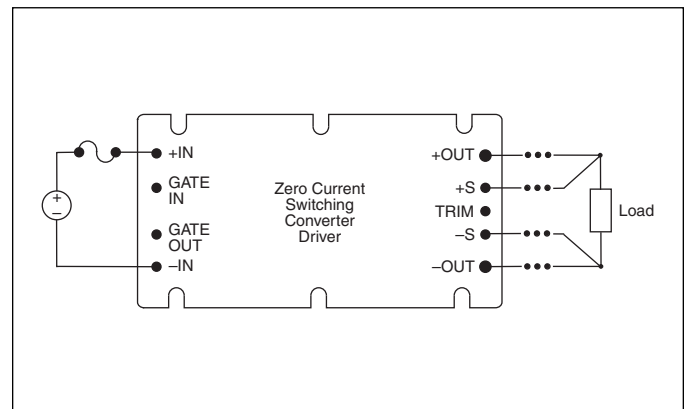 +IN
GATE
IN
GATE
OUT
–IN
Zero Current
Switching
Converter
Driver
+OUT
+S
TRIM
–S
–OUT
Load
+
–